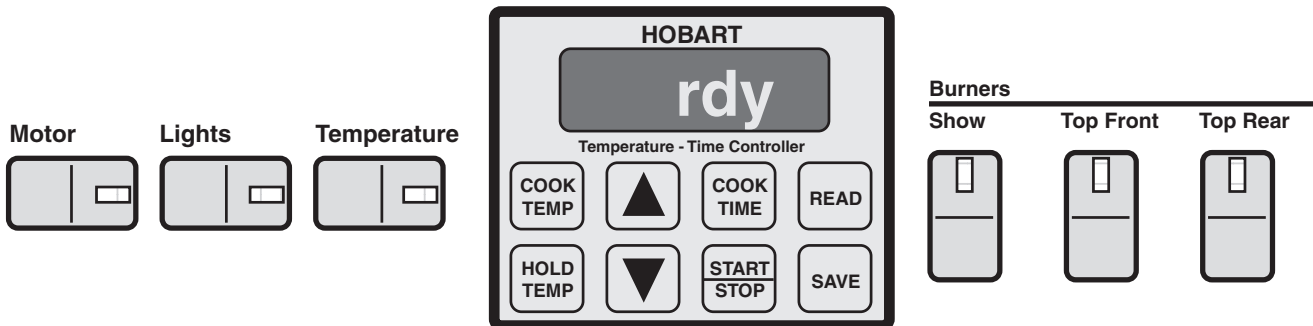 Motor
Lights
Temperature
HOBART
rdy
Temperature - Time Controller
COOK
TEMP
COOK
TIME
READ
HOLD
TEMP
START
STOP
SAVE
Burners
Show
Top Front
Top Rear